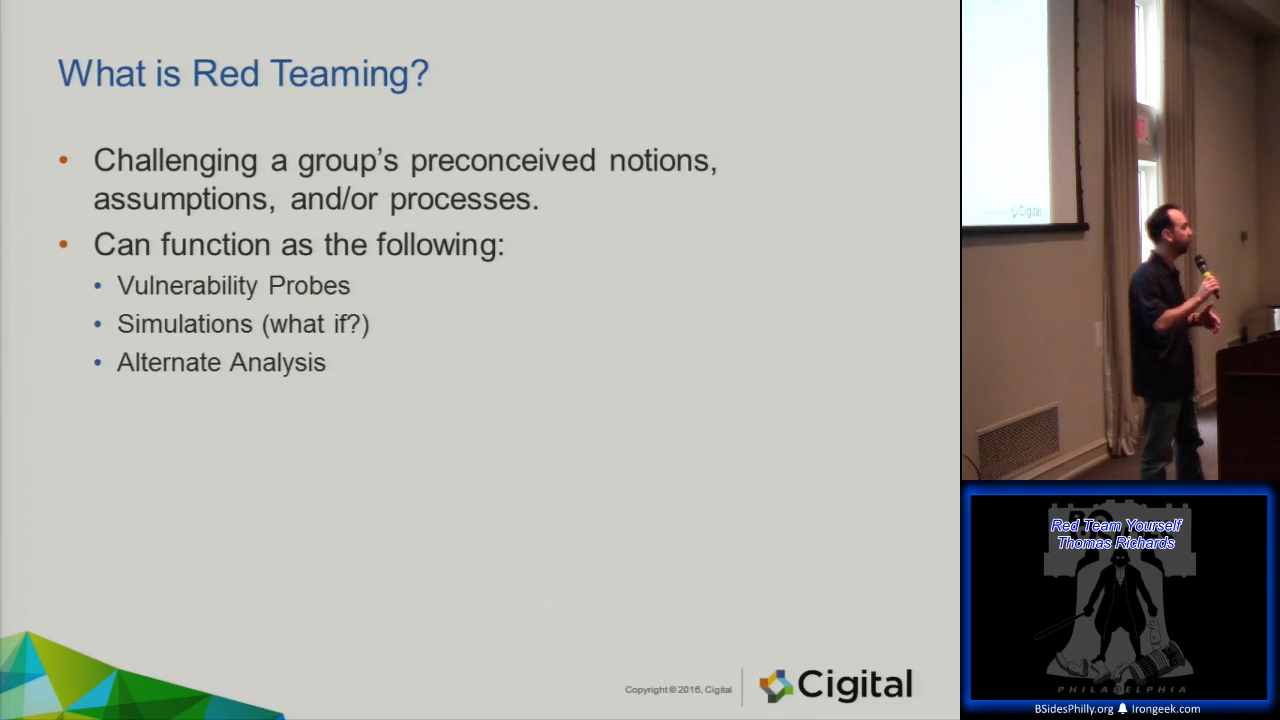 What is Red Teaming?
• Challenging a group's preconceived notions,
assumptions, and/or processes.
• Can function as the following:
• Vulnerability Probes
• Simulations (what if?)
• Alternate Analysis
Copyright © 2016, Cigital
Cigital
Cigital
Red Team Yourself
Thomas Richards
PHILADELPHIA
BSidesPhilly.org Irongeek.com